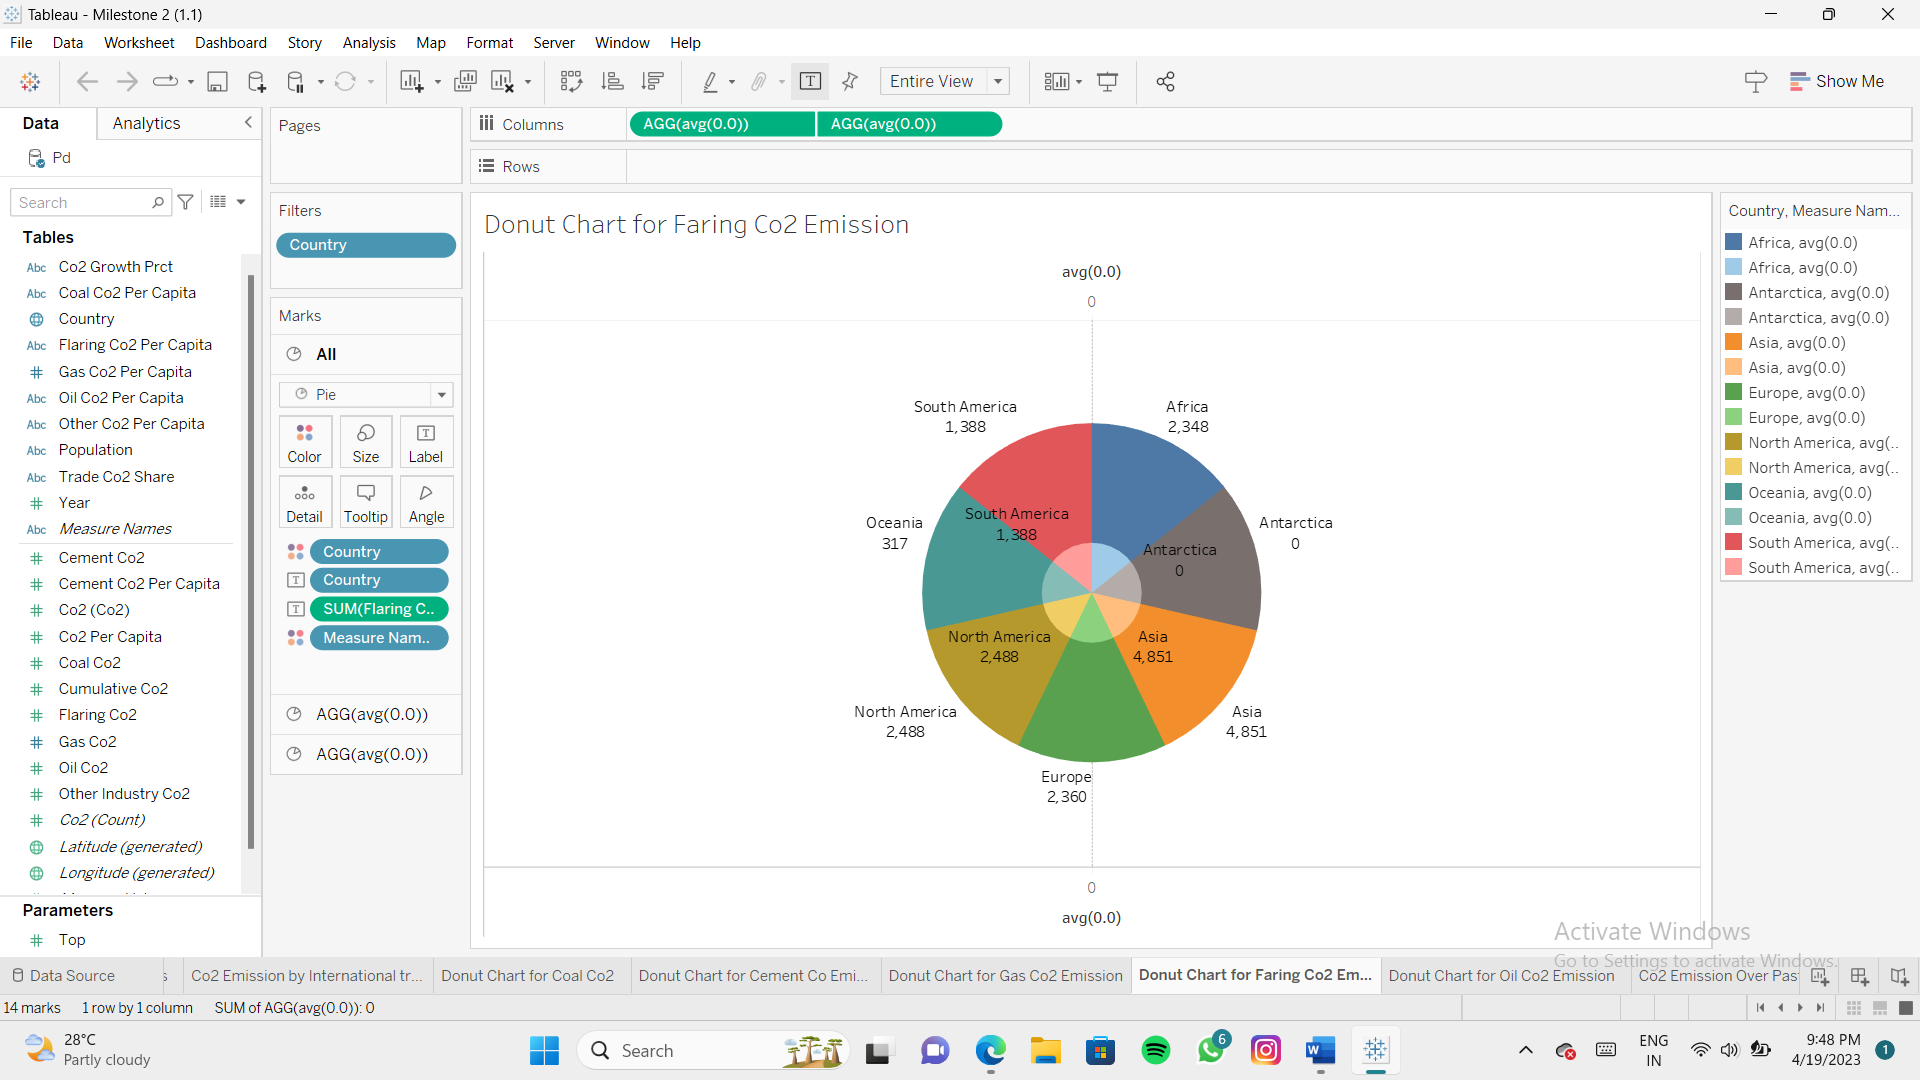 Tableau - Milestone 2 (1.1)
File Data Worksheet Dashboard Story Analysis Map Format Server Window Help
Entire View
Show Me
Data Analytics
Pd
Search
Tables
Abc Co2 Growth Prct
Abc Coal Co2 Per Capita
Country
Abc Flaring Co2 Per Capita
# Gas Co2 Per Capita
Abc Oil Co2 Per Capita
Abc Other Co2 Per Capita
Abc Population
Abc Trade Co2 Share
# Year
Abc Measure Names
# Cement Co2
# Cement Co2 Per Capita
# Co2 (Co2)
# Co2 Per Capita
# Coal Co2
# Cumulative Co2
# Flaring Co2
# Gas Co2
# Oil Co2
# Other Industry Co2
# Co2 (Count)
Latitude (generated)
Longitude (generated)
Parameters
# Top
Pages
Filters
Country
Marks
All
Pie
Color Size Label
Detail Tooltip Angle
Country
T Country
T SUM(Flaring C..
Measure Nam..
AGG(avg(0.0))
AGG(avg(0.0))
Columns AGG(avg(0.0)) AGG(avg(0.0))
Rows
Donut Chart for Faring Co2 Emission
avg(0.0)
0
South America
1,388
Africa
2,348
Oceania
317
South America
1,388
Antarctica
0
Antarctica
0
North America
2,488
Asia
4,851
North America
2,488
Asia
4,851
Europe
2,360
0
avg(0.0)
Country, Measure Nam...
Africa, avg(0.0)
Africa, avg(0.0)
Antarctica, avg(0.0)
Antarctica, avg(0.0)
Asia, avg(0.0)
Asia, avg(0.0)
Europe, avg(0.0)
Europe, avg(0.0)
North America, avg(..
North America, avg(..
Oceania, avg(0.0)
Oceania, avg(0.0)
South America, avg(..
South America, avg(..
Activate Windows
Go to Settings to activate Windows.
Data Source s Co2 Emission by International tr... Donut Chart for Coal Co2 Donut Chart for Cement Co Emi... Donut Chart for Gas Co2 Emission Donut Chart for Faring Co2 Em... Donut Chart for Oil Co2 Emission Co2 Emission Over Pas
14 marks 1 row by 1 column SUM of AGG(avg(0.0)): 0
28°C
Partly cloudy
Search
6
ENG
IN
9:48 PM
4/19/2023
1